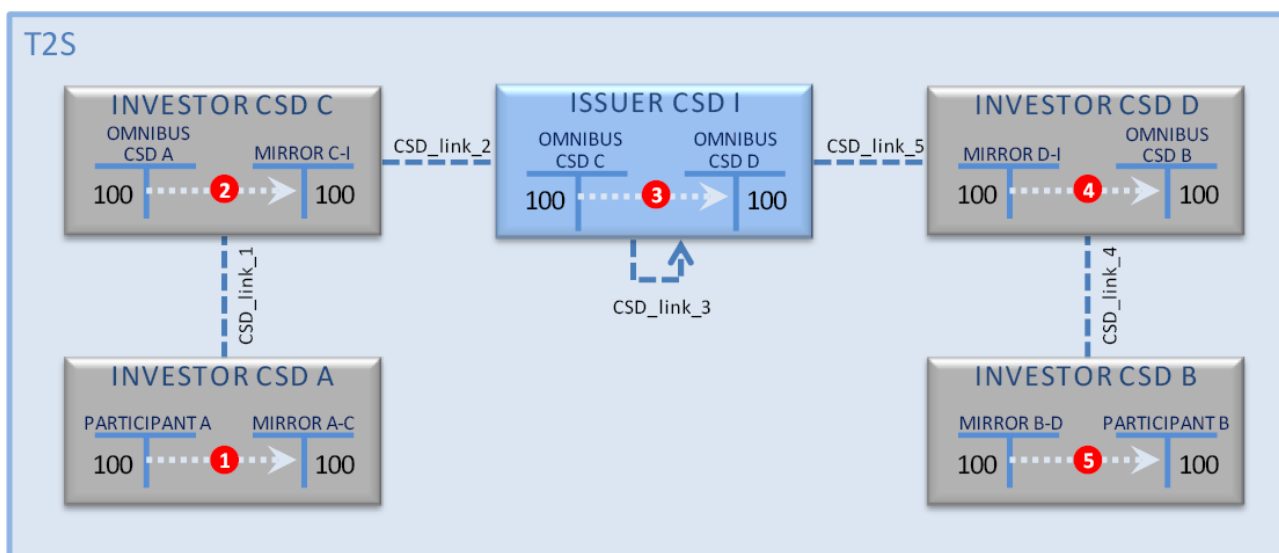 T2S
INVESTOR CSD C
OMNIBUS
CSD A
MIRROR C-I
100
2
100
CSD_link_2
ISSUER CSD I
OMNIBUS
CSD C
OMNIBUS
CSD D
100
3
100
CSD_link_5
INVESTOR CSD D
MIRROR D-I
OMNIBUS
CSD B
100
4
100
CSD_link_1
CSD_link_3
CSD_link_4
INVESTOR CSD A
PARTICIPANT A
MIRROR A-C
100
1
100
INVESTOR CSD B
MIRROR B-D
PARTICIPANT B
100
5
100